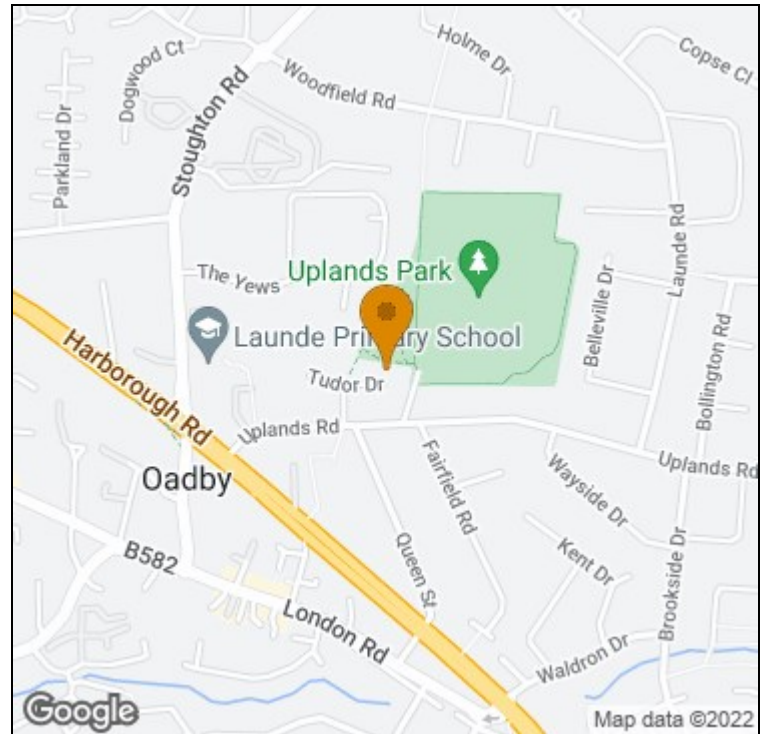 Holme Dr
Copse Cl
Dogwood Ct
Woodfield Rd
Stoughton Rd
Parkland Dr
Launde Rd
The Yews
Uplands Park
Belleville Dr
Bollington Rd
Launde Primary School
Harborough Rd
Tudor Dr
Uplands Rd
Fairfield Rd
Uplands Rd
Oadby
Wayside Dr
B582
Queen St
Kent Dr
Brookside Dr
London Rd
Waldron Dr
Google
Map data ©2022